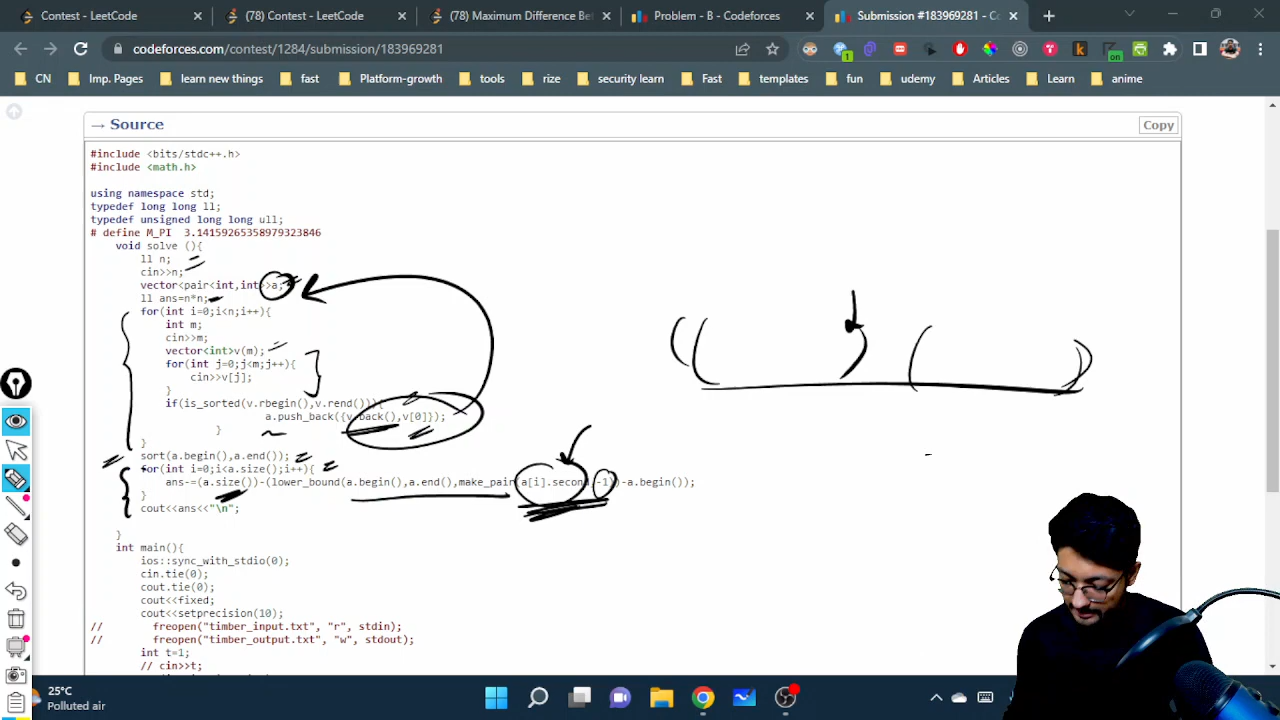 Contest - LeetCode
(78) Contest - LeetCode
(78) Maximum Difference Be
Problem - B - Codeforces
Submission #183969281 - Co
codeforces.com/contest/1284/submission/183969281
CN
Imp. Pages
learn new things
fast
Platform-growth
tools
rize
security learn
Fast
templates
fun
udemy
Articles
Learn
anime
→ Source
Copy
#include <bits/stdc++.h>
#include <math.h>
using namespace std;
typedef long long ll;
typedef unsigned long long ull;
# define M_PI 3.14159265358979323846
void solve (){
ll n;
cin>>n;
vector<pair<int,int>>a;
ll ans=n*n;
for(int i=0;i<n;i++){
int m;
cin>>m;
vector<int>v(m);
for(int j=0;j<m;j++){
cin>>v[j];
}
if(is_sorted(v.rbegin(),v.rend())){
a.push_back({v.back(),v[0]});
}
}
sort(a.begin(),a.end());
for(int i=0;i<a.size();i++){
ans-=(a.size())-(lower_bound(a.begin(),a.end(),make_pair(a[i].second,-1))-a.begin());
}
cout<<ans<<"\n";
}
int main(){
ios::sync_with_stdio(0);
cin.tie(0);
cout.tie(0);
cout<<fixed;
cout<<setprecision(10);
// freopen("timber_input.txt", "r", stdin);
// freopen("timber_output.txt", "w", stdout);
int t=1;
// cin>>t;
25°C
Polluted air